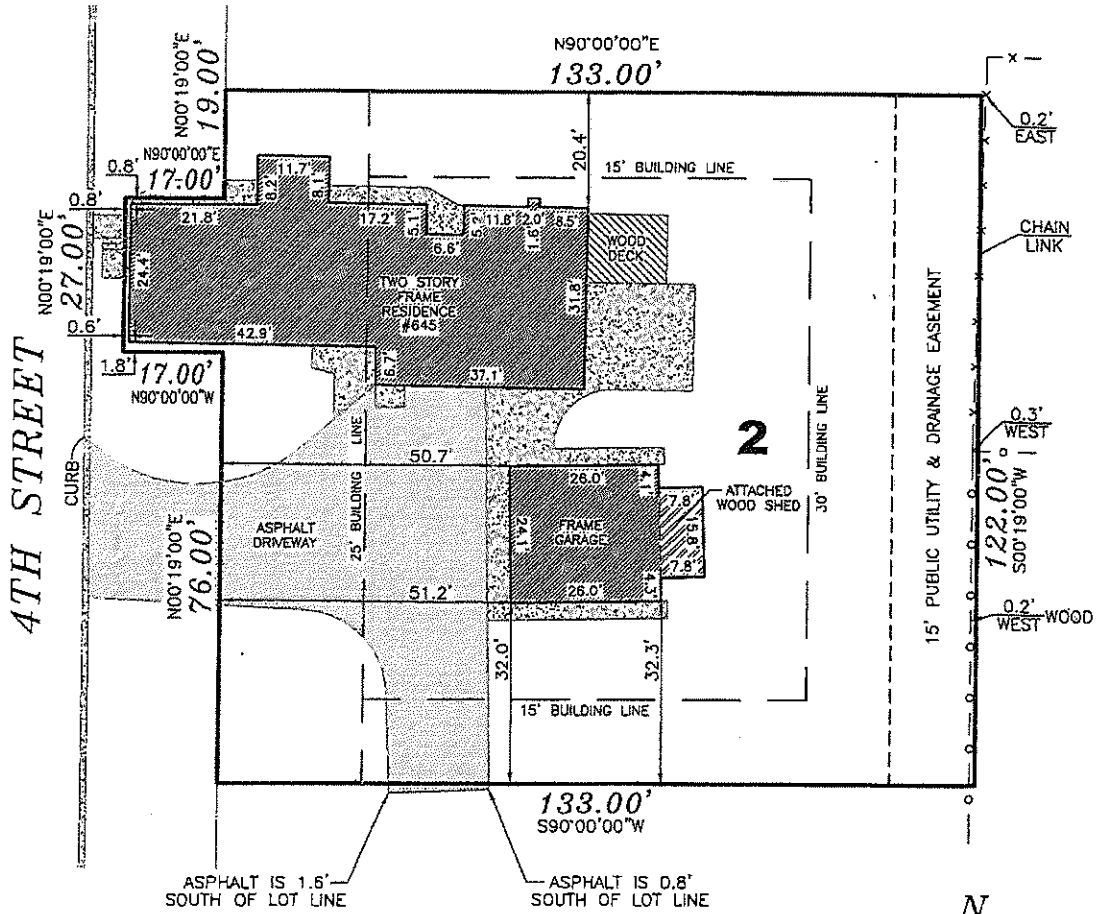 N90°00'00"E
133.00'
N00°19'00"E
19.00'
0.2'
EAST
0.8'
N90°00'00"E
17.00'
11.7'
8.2'
8.1'
20.4'
15' BUILDING LINE
0.8'
21.8'
17.2'
5.1'
6.6'
11.8'
2.0'
1.6'
8.5'
WOOD
DECK
CHAIN
LINK
N00°19'00"E
27.00'
24.4'
TWO STORY
FRAME
RESIDENCE
#645
31.8'
0.6'
42.9'
6.7'
37.1'
1.8'
17.00'
N90°00'00"W
4TH STREET
CURB
25' BUILDING LINE
2
30' BUILDING LINE
15' PUBLIC UTILITY & DRAINAGE EASEMENT
0.3'
WEST
122.00'
S00°19'00"W
50.7'
26.0'
4.1'
ATTACHED
WOOD SHED
7.8'
15.8'
7.8'
ASPHALT
DRIVEWAY
24.1'
FRAME
GARAGE
N00°19'00"E
76.00'
51.2'
26.0'
4.3'
0.2'
WEST
WOOD
32.0'
32.3'
15' BUILDING LINE
133.00'
S90°00'00"W
ASPHALT IS 1.6'
SOUTH OF LOT LINE
ASPHALT IS 0.8'
SOUTH OF LOT LINE
N